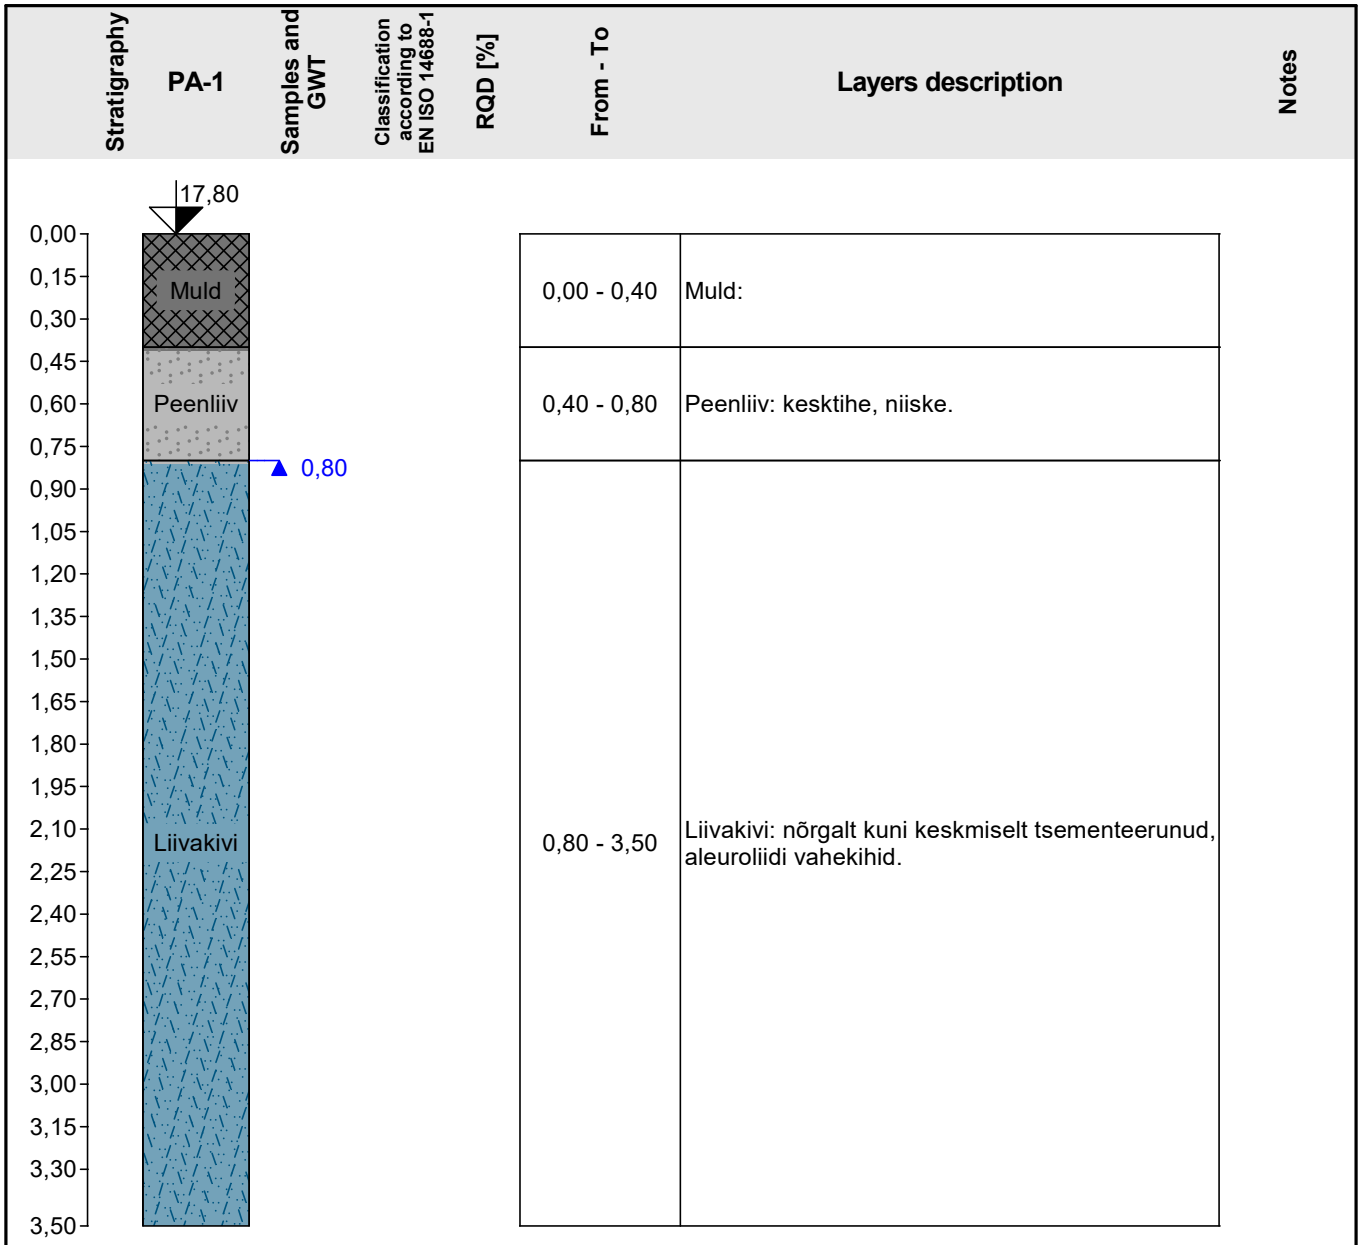 Stratigraphy
PA-1
Samples and
GWT
Classification
according to
EN ISO 14688-1
RQD [%]
From - To
Layers description
Notes
17,80
0,00
0,15
0,30
0,45
0,60
0,75
0,90
1,05
1,20
1,35
1,50
1,65
1,80
1,95
2,10
2,25
2,40
2,55
2,70
2,85
3,00
3,15
3,30
3,50
Muld
Peenliiv
Liivakivi
0,80
0,00 - 0,40
Muld:
0,40 - 0,80
Peenliiv: kesktihe, niiske.
0,80 - 3,50
Liivakivi: nõrgalt kuni keskmiselt tsementeerunud,
aleuroliidi vahekihid.